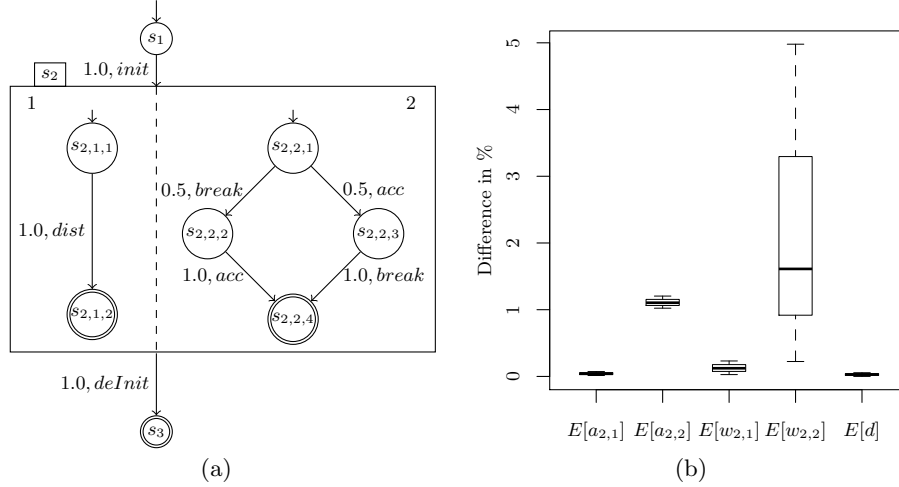 s1
1.0, init
s2
1
2
s2,1,1
s2,2,1
0.5, break
0.5, acc
1.0, dist
s2,2,2
s2,2,3
1.0, acc
1.0, break
s2,1,2
s2,2,4
1.0, deInit
s3
(a)
Difference in %
5
4
3
2
1
0
E[a2,1] E[a2,2] E[w2,1] E[w2,2] E[d]
(b)